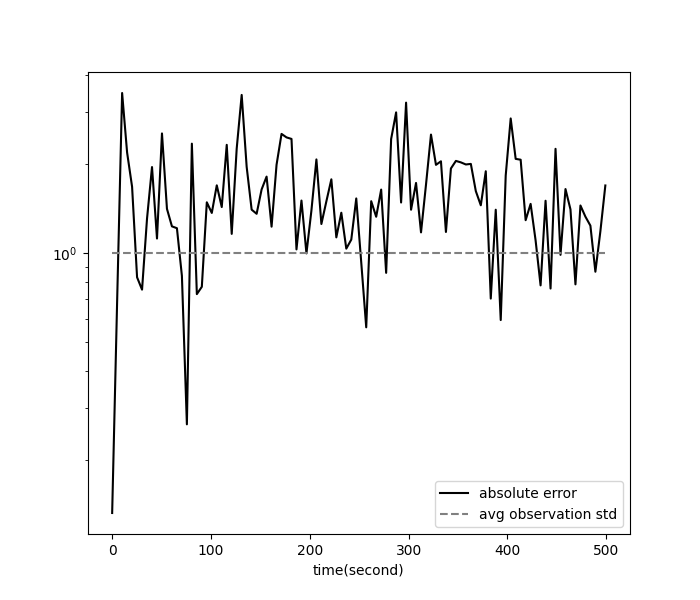 10⁰
absolute error
avg observation std
0 100 200 300 400 500
time(second)